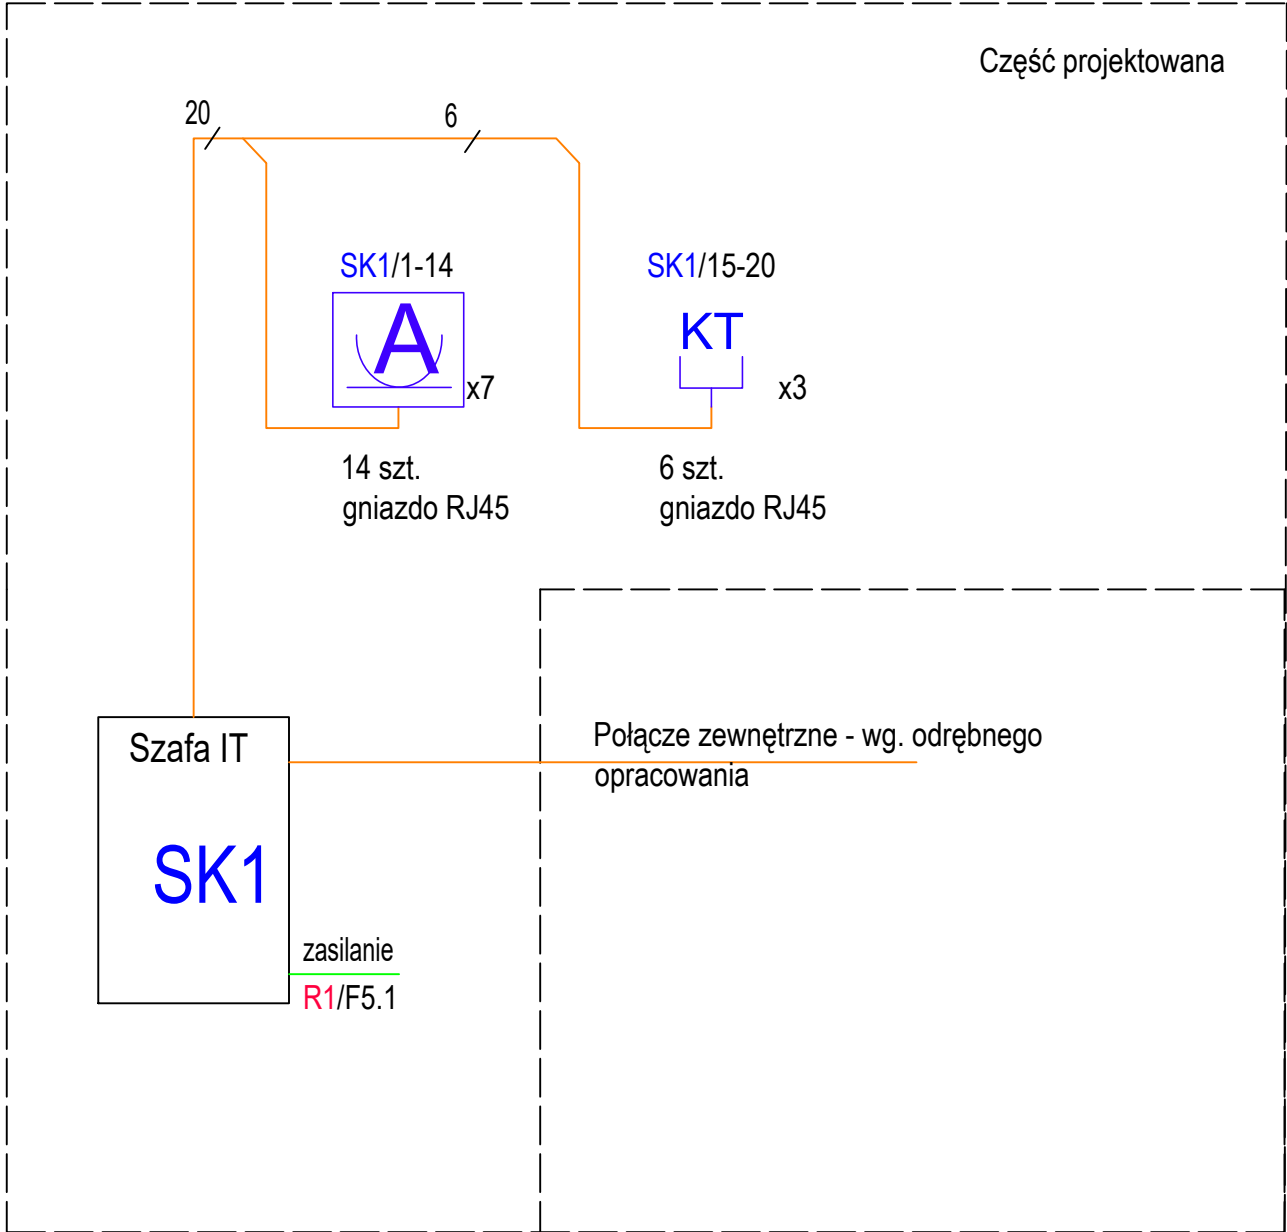 Część projektowana
20
6
SK1/1-14
SK1/15-20
A
KT
x7
x3
14 szt.
gniazdo RJ45
6 szt.
gniazdo RJ45
Szafa IT
SK1
Połącze zewnętrzne - wg. odrębnego
opracowania
zasilanie
R1/F5.1